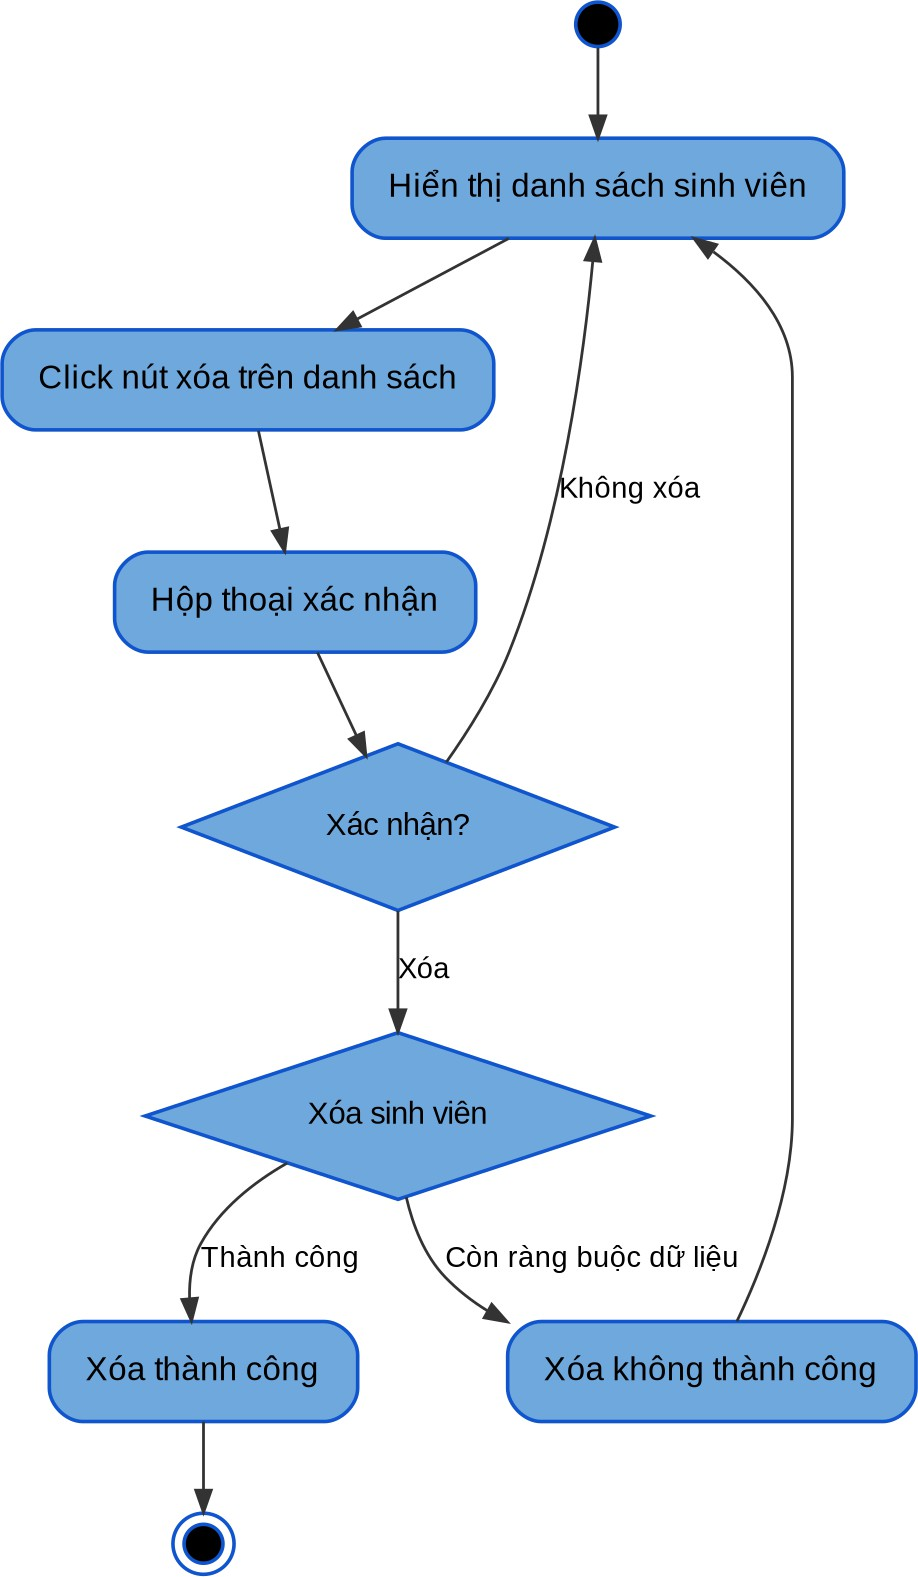 Hiển thị danh sách sinh viên
Click nút xóa trên danh sách
Không xóa
Hộp thoại xác nhận
Xác nhận?
Xóa
Xóa sinh viên
Thành công
Còn ràng buộc dữ liệu
Xóa thành công
Xóa không thành công